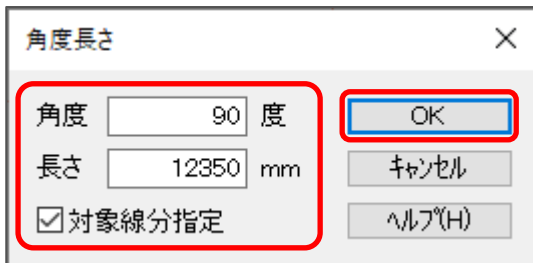 角度長さ
角度 90 度
長さ 12350 mm
対象線分指定
OK
キャンセル
ヘルプ(H)